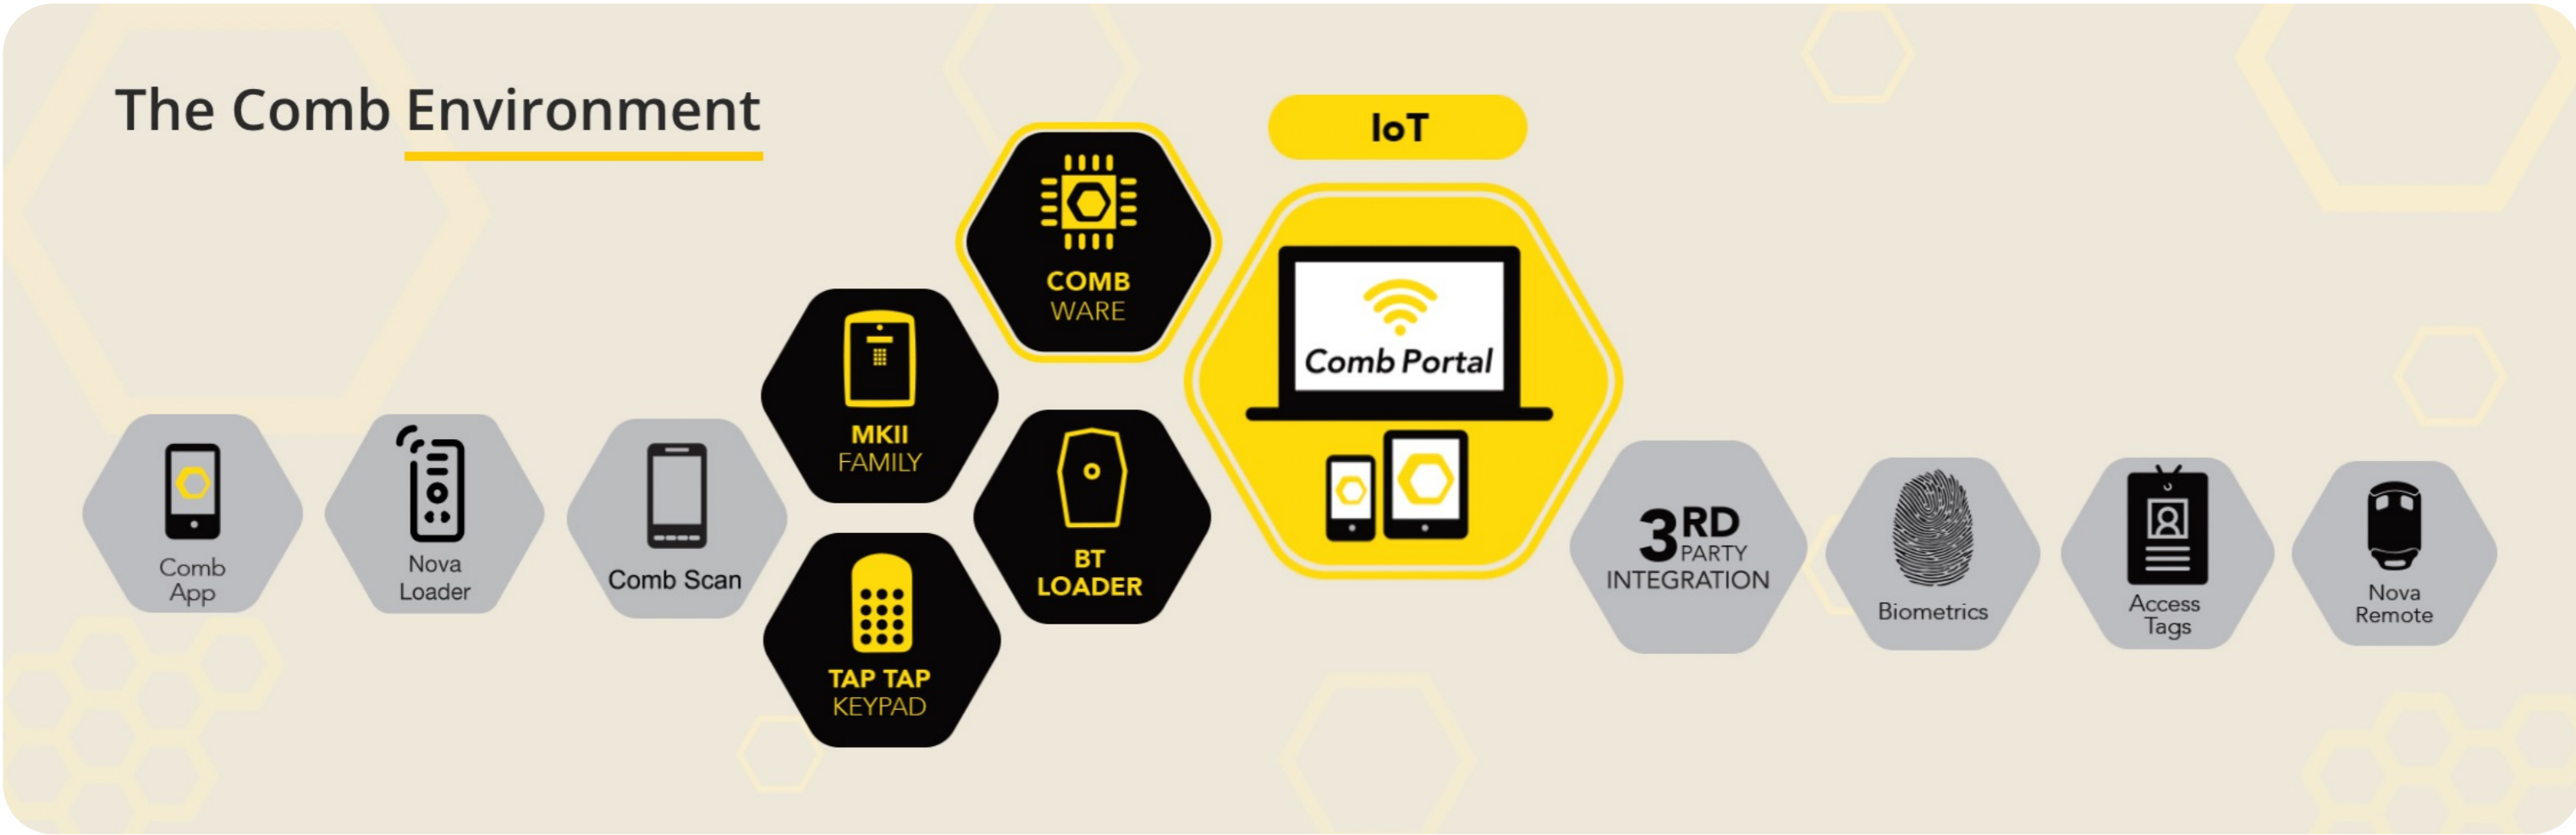 The Comb Environment
IoT
COMB
WARE
Comb Portal
MKII
FAMILY
BT
LOADER
TAP TAP
KEYPAD
Comb
App
Nova
Loader
Comb Scan
3RD
PARTY
INTEGRATION
Biometrics
Access
Tags
Nova
Remote